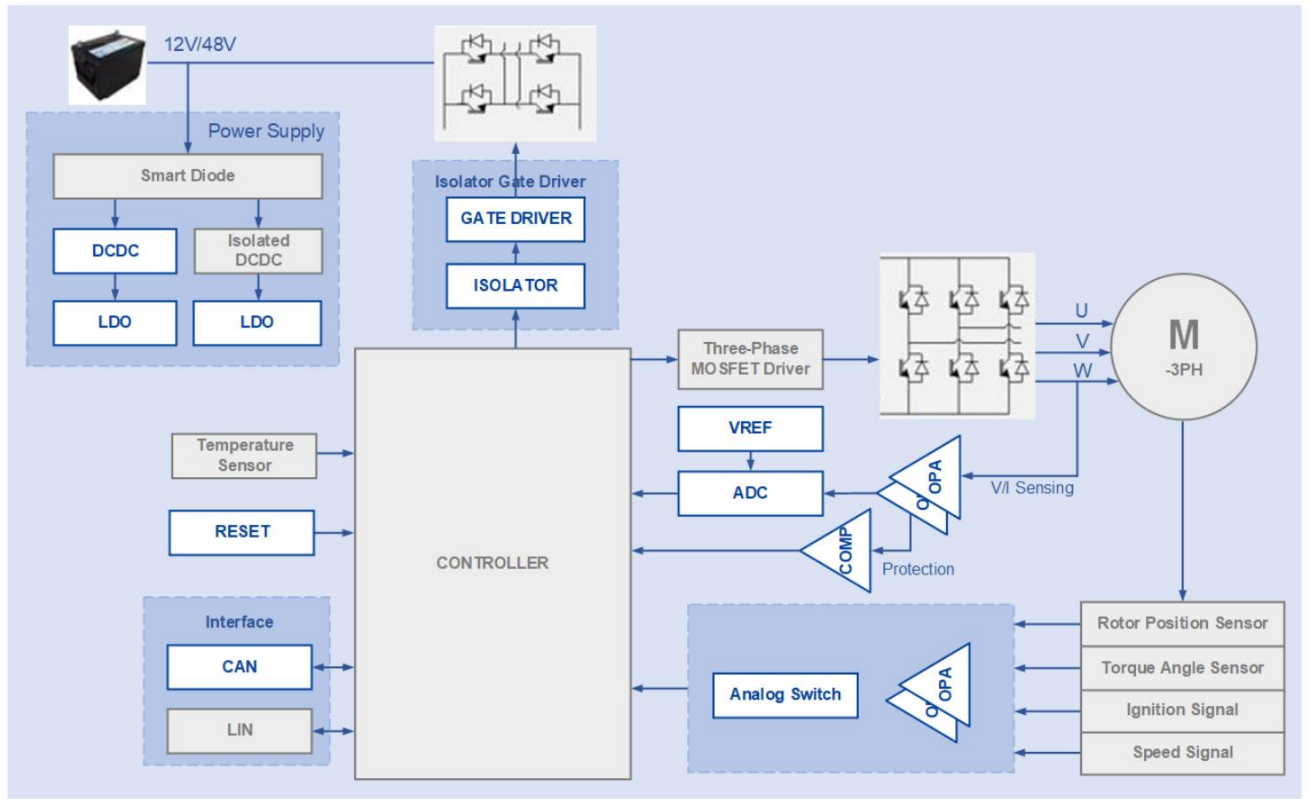 12V/48V
Power Supply
Smart Diode
DCDC
Isolated
DCDC
LDO
LDO
Isolator Gate Driver
GATE DRIVER
ISOLATOR
Three-Phase
MOSFET Driver
U
V
W
M
-3PH
VREF
ADC
OPA
V/I Sensing
COMP
Protection
Temperature
Sensor
RESET
CONTROLLER
Interface
CAN
LIN
Analog Switch
OPA
Rotor Position Sensor
Torque Angle Sensor
Ignition Signal
Speed Signal